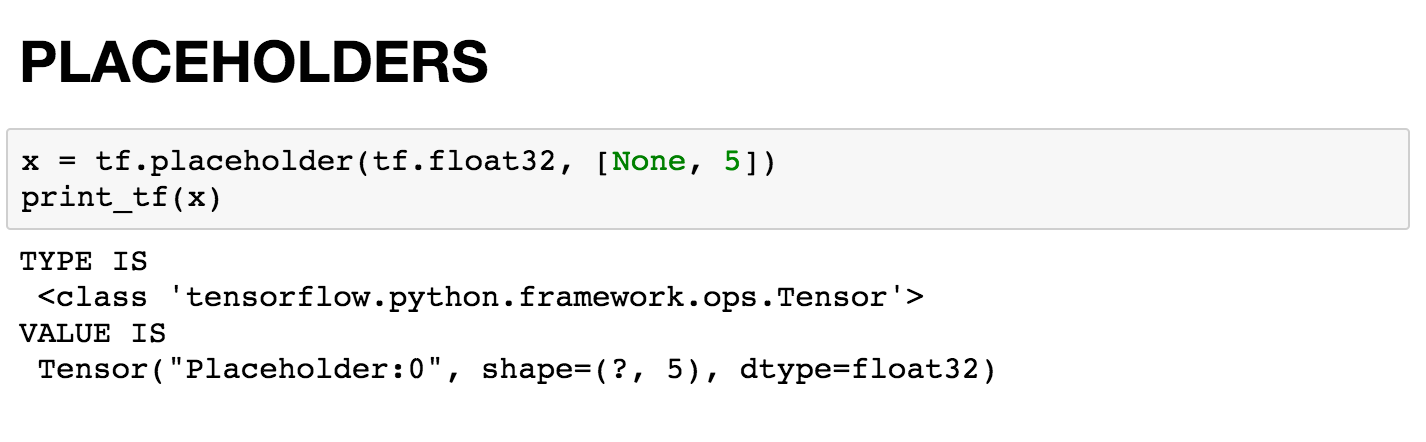 PLACEHOLDERS
x = tf.placeholder(tf.float32, [None, 5])
print_tf(x)
TYPE IS
 <class 'tensorflow.python.framework.ops.Tensor'>
VALUE IS
 Tensor("Placeholder:0", shape=(?, 5), dtype=float32)